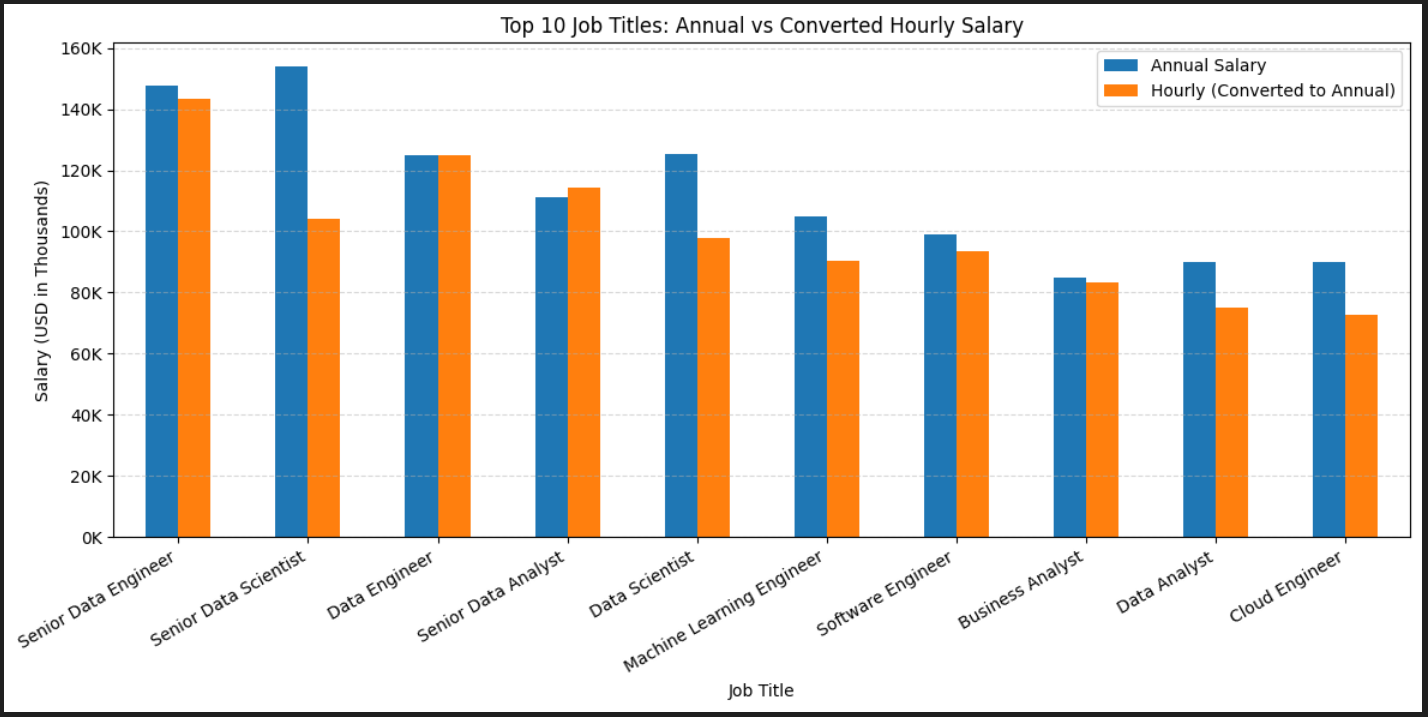 Top 10 Job Titles: Annual vs Converted Hourly Salary
Annual Salary
Hourly (Converted to Annual)
Salary (USD in Thousands)
160K
140K
120K
100K
80K
60K
40K
20K
0K
Senior Data Engineer
Senior Data Scientist
Data Engineer
Senior Data Analyst
Data Scientist
Machine Learning Engineer
Software Engineer
Business Analyst
Data Analyst
Cloud Engineer
Job Title